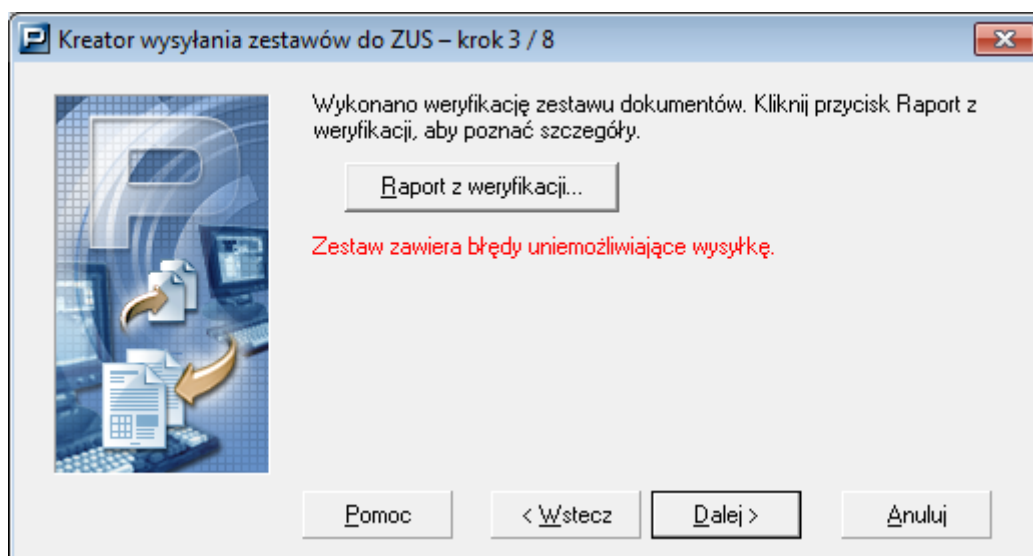 Kreator wysyłania zestawów do ZUS – krok 3 / 8
Wykonano weryfikację zestawu dokumentów. Kliknij przycisk Raport z
weryfikacji, aby poznać szczegóły.
Raport z weryfikacji...
Zestaw zawiera błędy uniemożliwiające wysyłkę.
Pomoc
< Wstecz
Dalej >
Anuluj